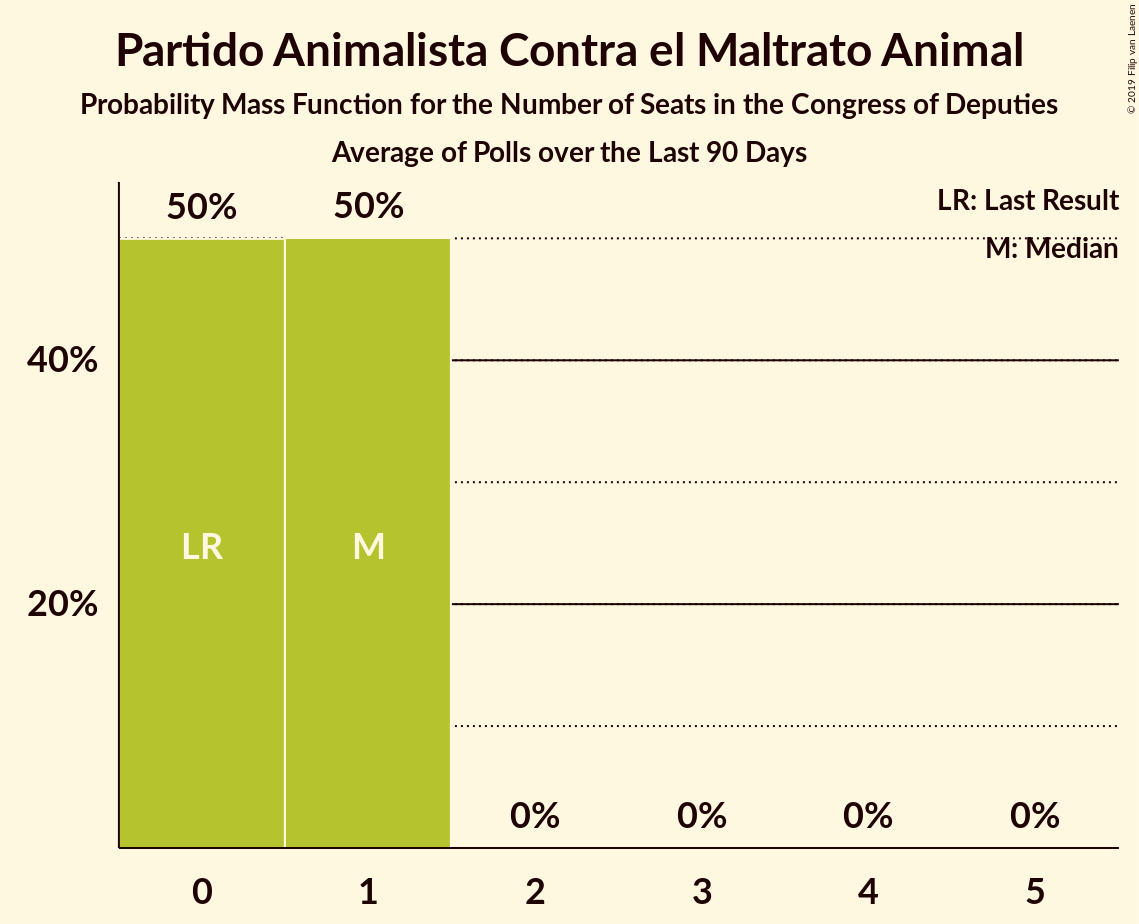 Partido Animalista Contra el Maltrato Animal
Probability Mass Function for the Number of Seats in the Congress of Deputies
Average of Polls over the Last 90 Days
© 2019 Filip van Laenen
LR: Last Result
M: Median
50% 50%
40%
20%
LR M
0% 0% 0% 0%
0 1 2 3 4 5